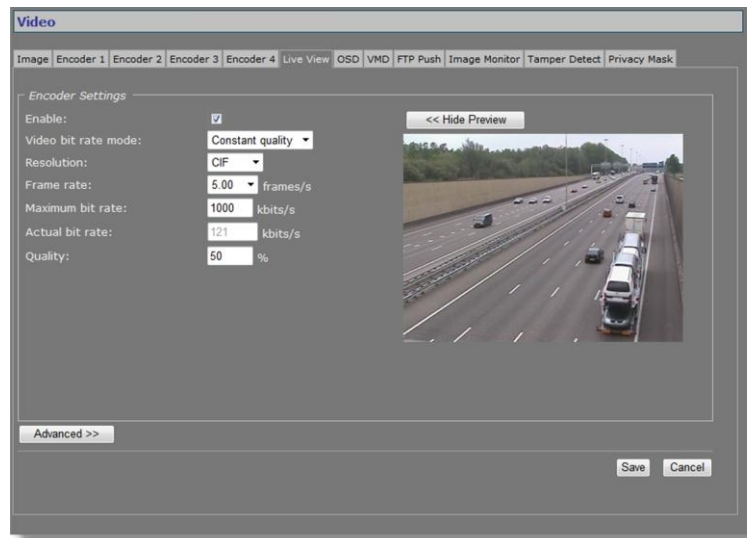 Video
Image Encoder 1 Encoder 2 Encoder 3 Encoder 4 Live View OSD VMD FTP Push Image Monitor Tamper Detect Privacy Mask
Encoder Settings
Enable:
<< Hide Preview
Video bit rate mode: Constant quality
Resolution: CIF
Frame rate: 5.00 frames/s
Maximum bit rate: 1000 kbits/s
Actual bit rate: 121 kbits/s
Quality: 50 %
Advanced >>
Save Cancel